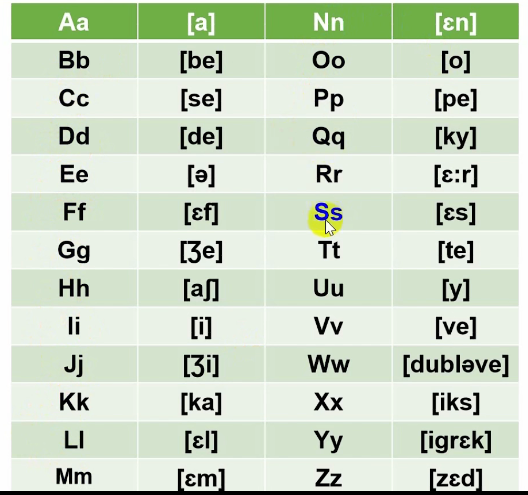 Aa [a] Nn [ɛn]
Bb [be] Oo [o]
Cc [se] Pp [pe]
Dd [de] Qq [ky]
Ee [ə] Rr [ɛ:r]
Ff [ɛf] Ss [ɛs]
Gg [ʒe] Tt [te]
Hh [aʃ] Uu [y]
Ii [i] Vv [ve]
Jj [ʒi] Ww [dubləve]
Kk [ka] Xx [iks]
Ll [ɛl] Yy [igrɛk]
Mm [ɛm] Zz [zɛd]